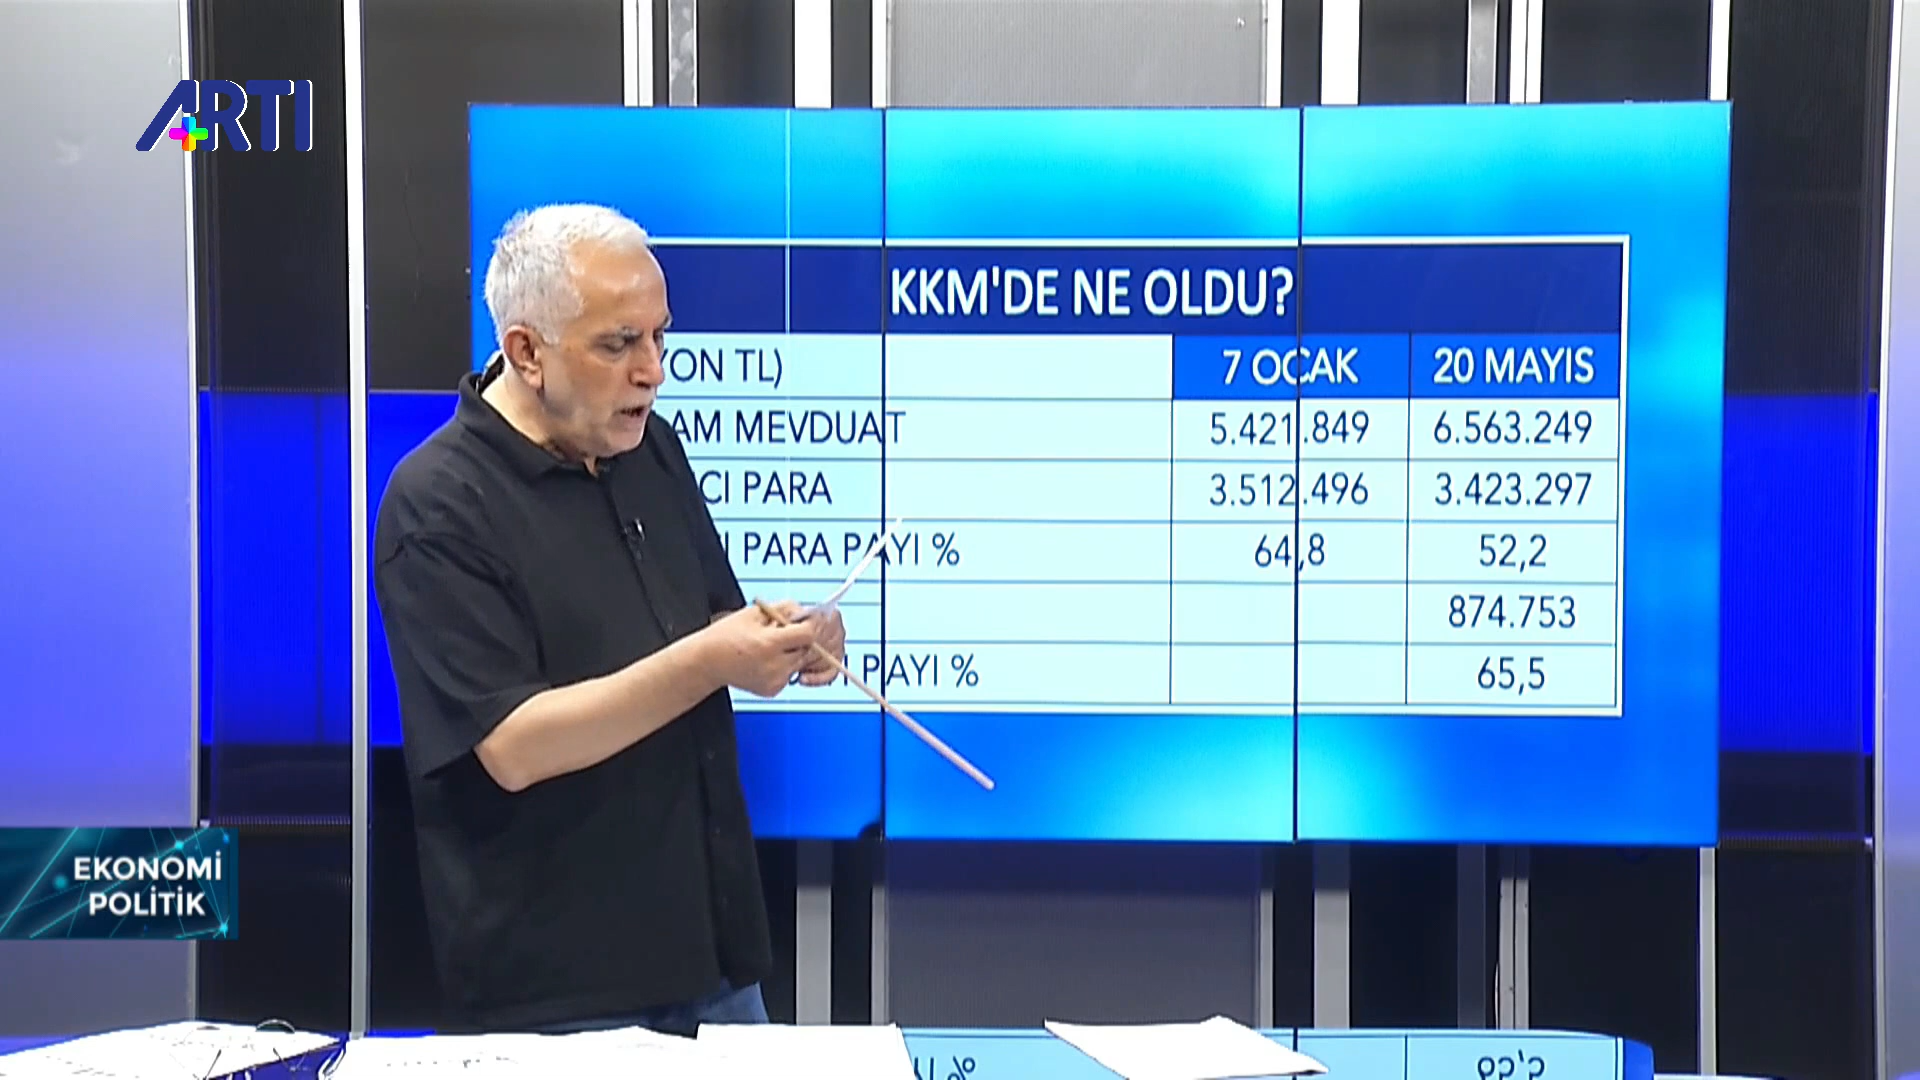 ARTI
KKM'DE NE OLDU?
YON TL) 7 OCAK 20 MAYIS
AM MEVDUAT 5.421.849 6.563.249
CI PARA 3.512.496 3.423.297
I PARA PAYI % 64,8 52,2
874.753
PAYI % 65,5
EKONOMİ
POLİTİK